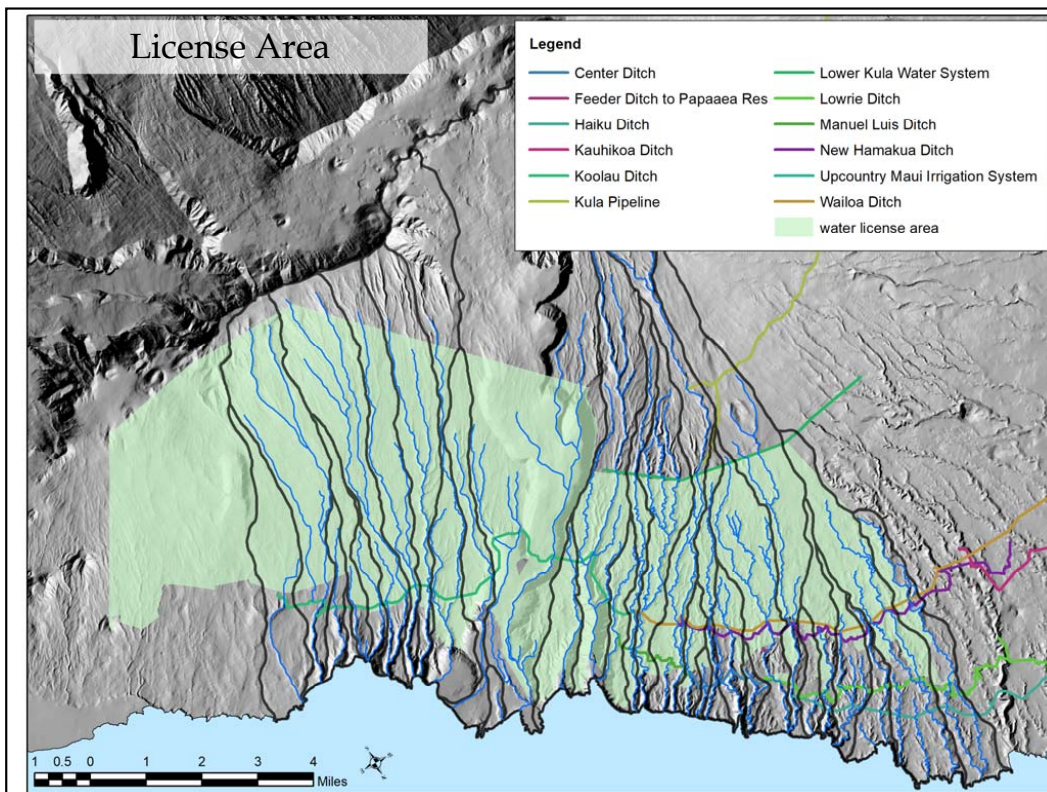 License Area
Legend
Center Ditch
Feeder Ditch to Papaaea Res
Haiku Ditch
Kauhikoa Ditch
Koolau Ditch
Kula Pipeline
Lower Kula Water System
Lowrie Ditch
Manuel Luis Ditch
New Hamakua Ditch
Upcountry Maui Irrigation System
Wailoa Ditch
water license area
1 0.5 0 1 2 3 4
Miles